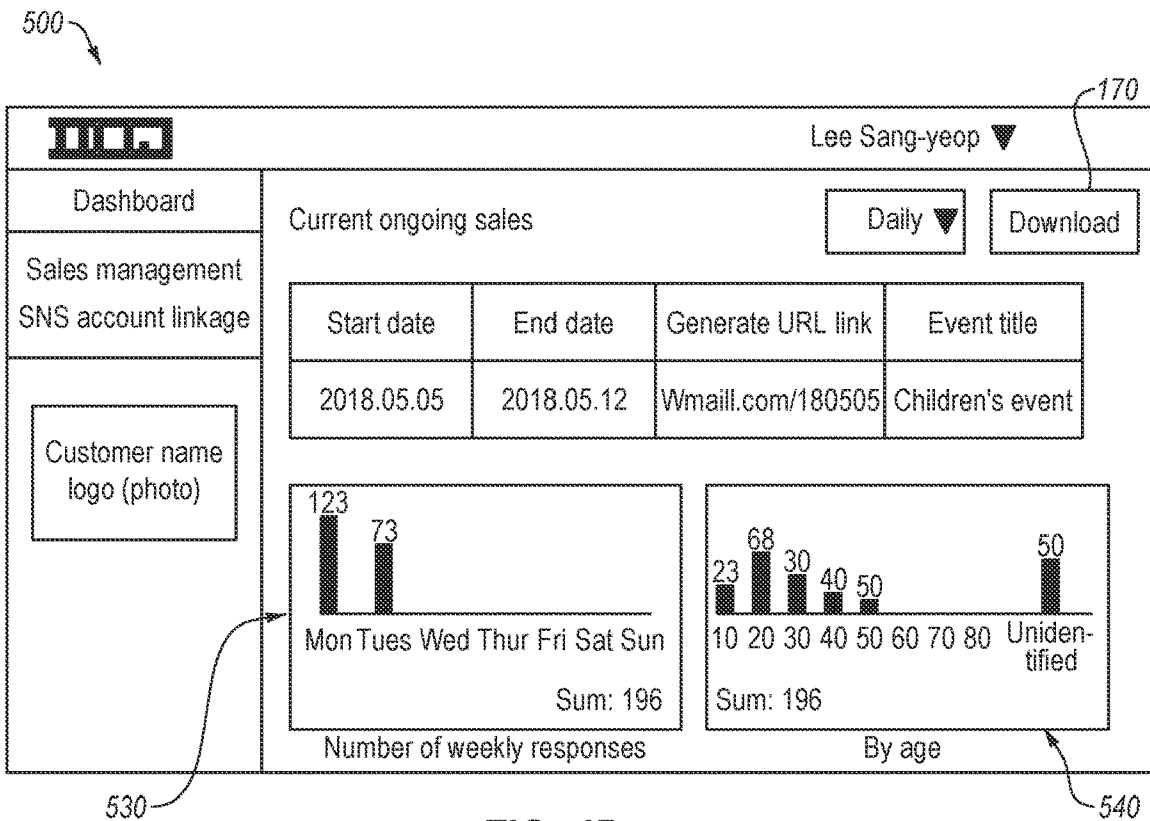 500
170
Lee Sang-yeop ▼
Dashboard
Current ongoing sales
Daily ▼
Download
Sales management
SNS account linkage
Start date End date Generate URL link Event title
2018.05.05 2018.05.12 Wmaill.com/180505 Children's event
Customer name
logo (photo)
123
73
Mon Tues Wed Thur Fri Sat Sun
Sum: 196
Number of weekly responses
23 68 30 40 50 50
10 20 30 40 50 60 70 80 Uniden-
tified
Sum: 196
By age
530
540